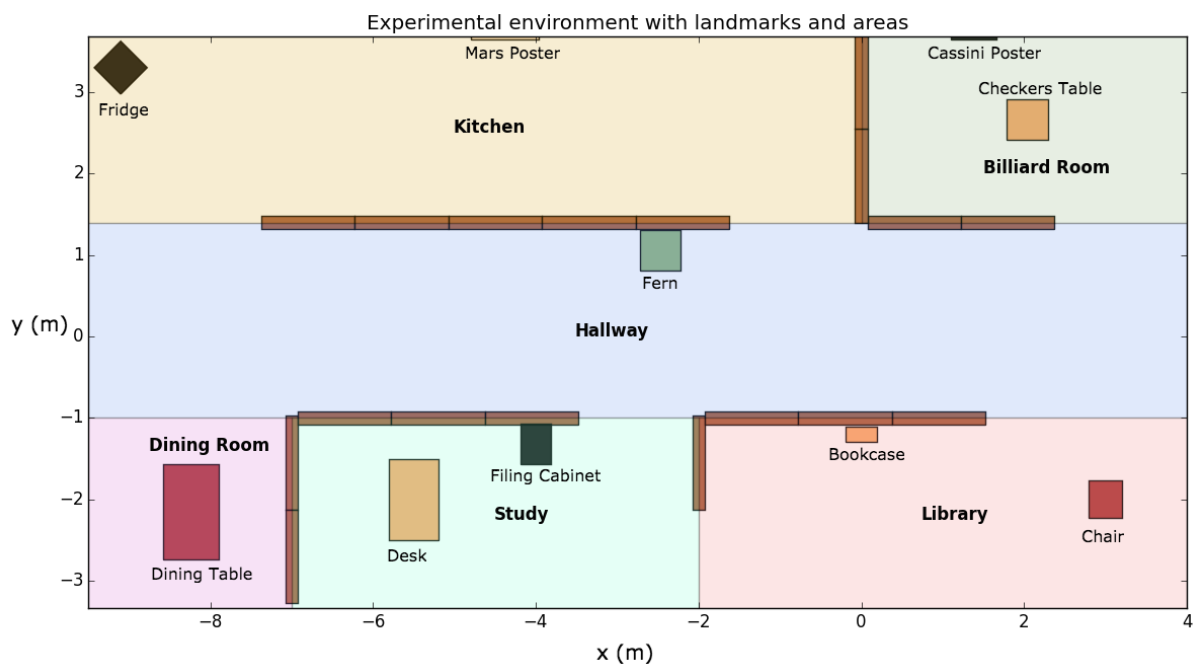 Experimental environment with landmarks and areas
Mars Poster
Cassini Poster
Checkers Table
Fridge
Kitchen
Billiard Room
Fern
Hallway
Dining Room
Bookcase
Filing Cabinet
Study
Library
Chair
Desk
Dining Table
y (m)
3
2
1
0
−1
−2
−3
−8
−6
−4
−2
0
2
4
x (m)